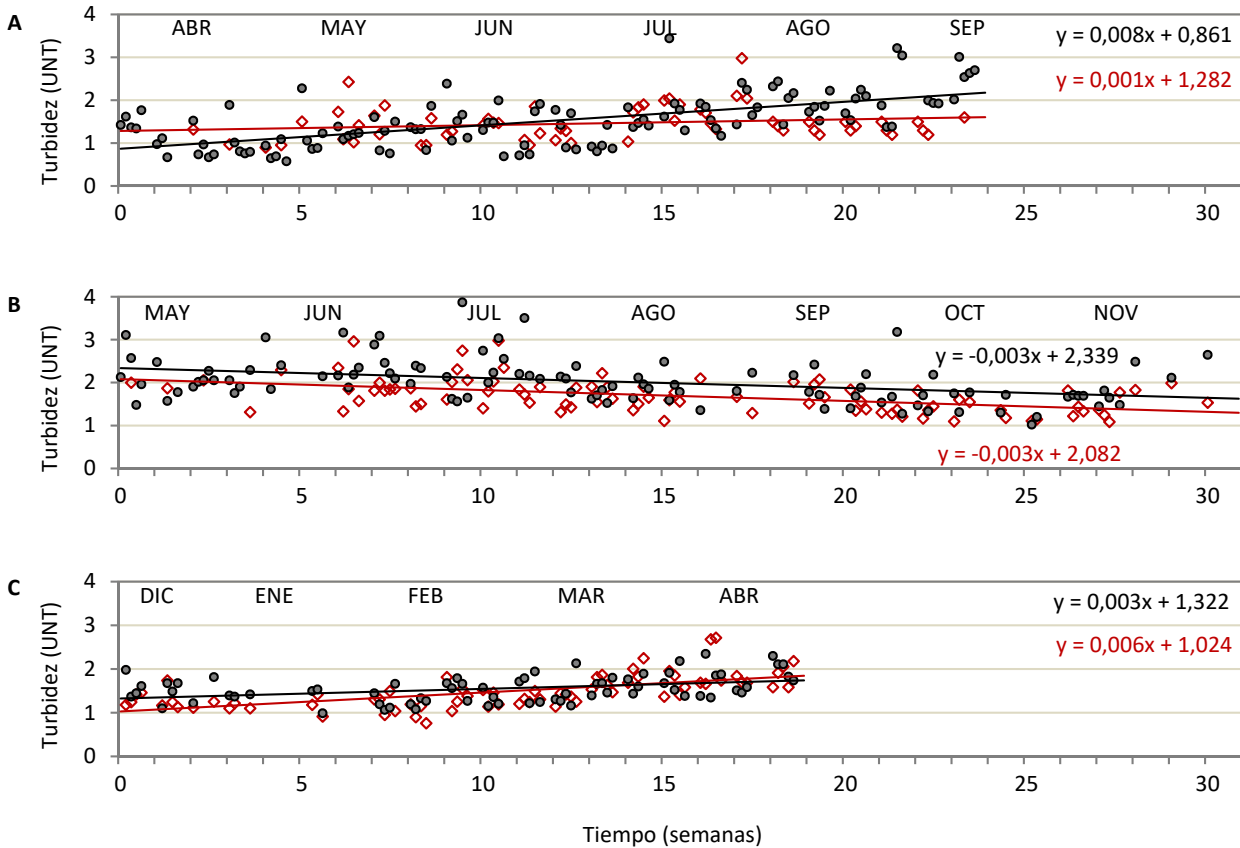 A
Turbidez (UNT)
4
3
2
1
0
ABR MAY JUN JUL AGO SEP
y = 0,008x + 0,861
y = 0,001x + 1,282
0 5 10 15 20 25 30
B
Turbidez (UNT)
4
3
2
1
0
MAY JUN JUL AGO SEP OCT NOV
y = -0,003x + 2,339
y = -0,003x + 2,082
0 5 10 15 20 25 30
C
Turbidez (UNT)
4
3
2
1
0
DIC ENE FEB MAR ABR
y = 0,003x + 1,322
y = 0,006x + 1,024
0 5 10 15 20 25 30
Tiempo (semanas)